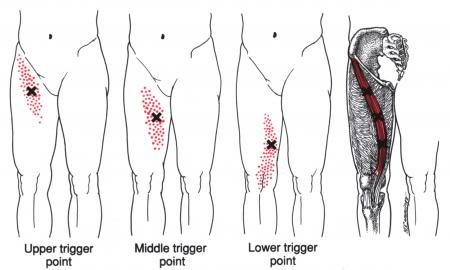 Upper trigger
point
Middle trigger
point
Lower trigger
point